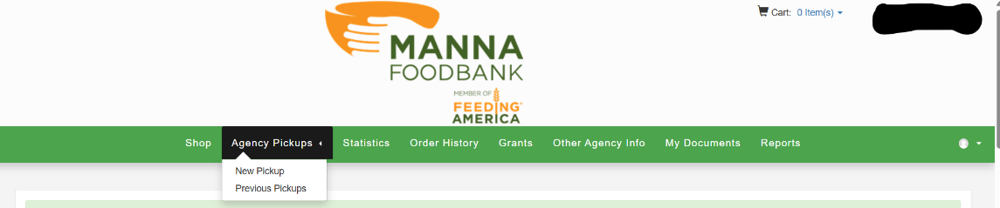 Cart: 0 Item(s)
MANNA
FOODBANK
MEMBER OF
FEEDING
AMERICA
Shop Agency Pickups Statistics Order History Grants Other Agency Info My Documents Reports
New Pickup
Previous Pickups